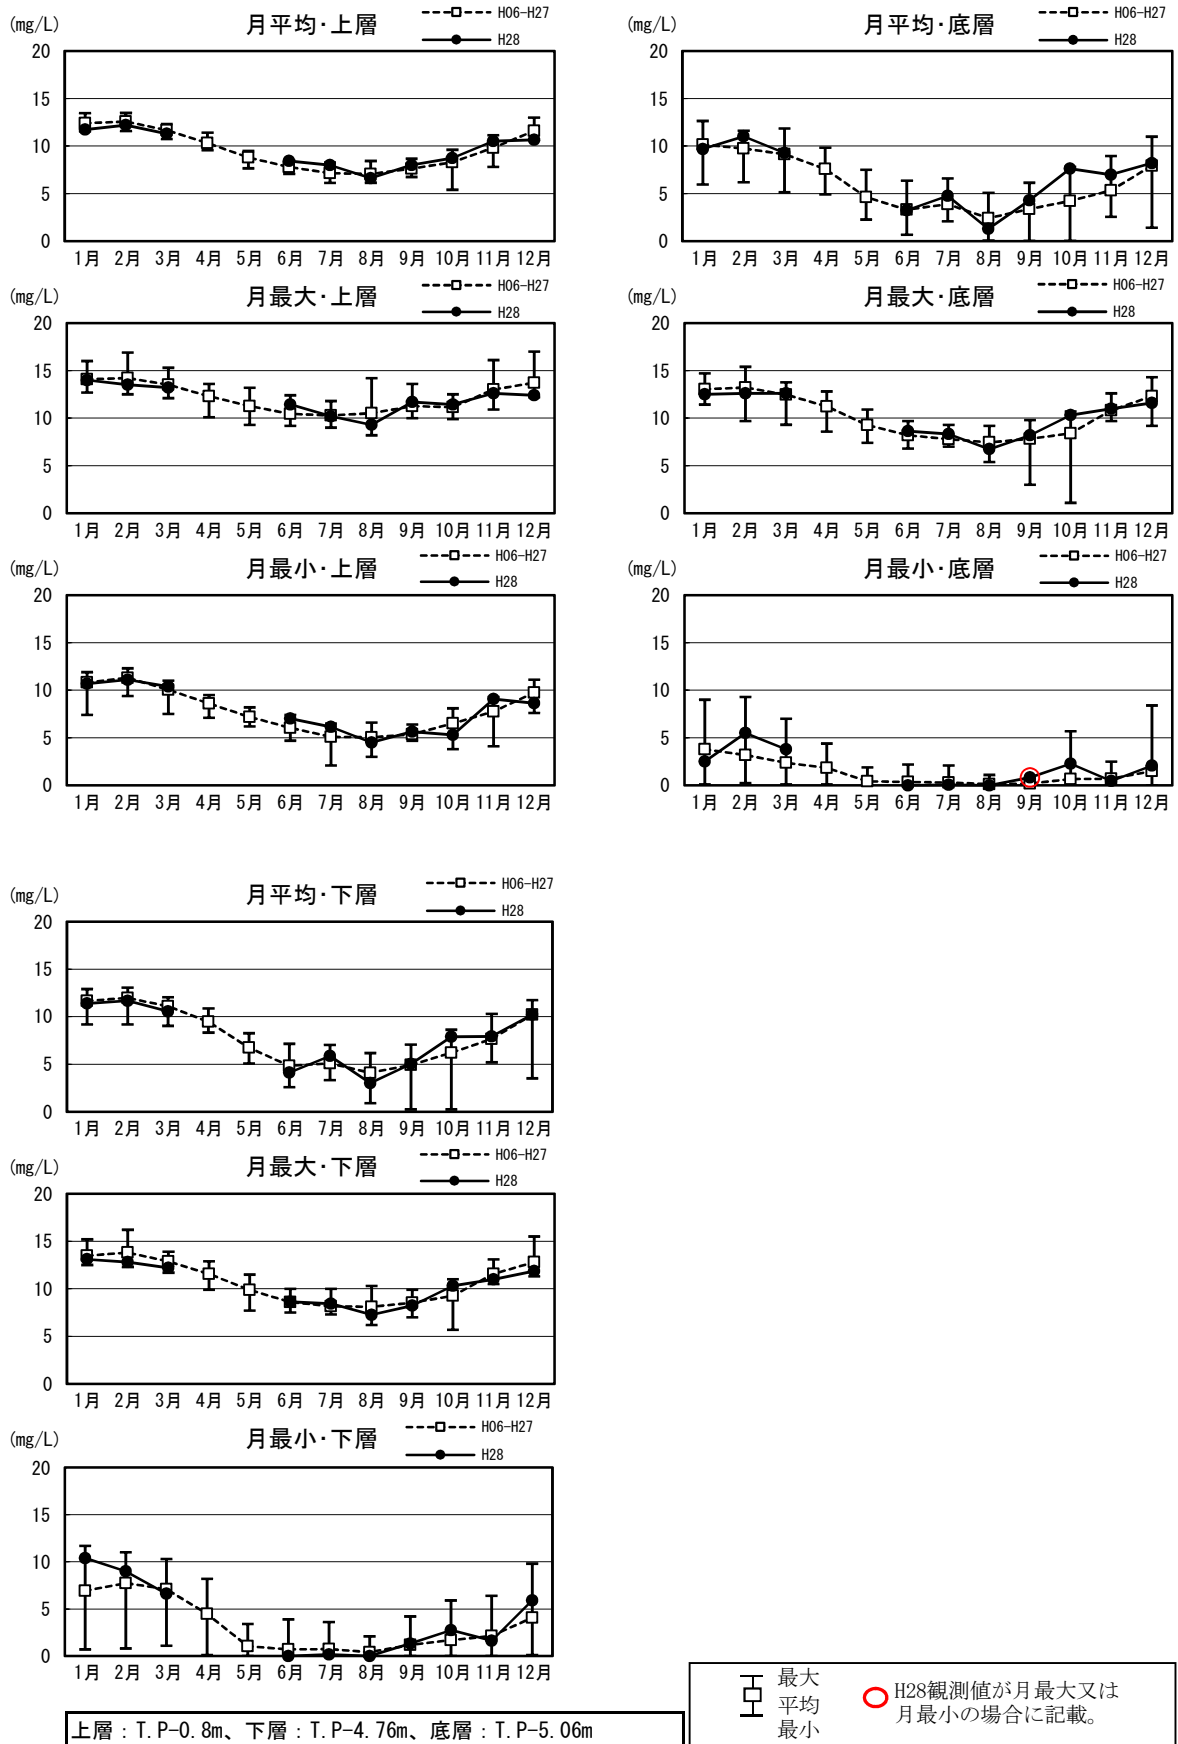 (mg/L) 月平均・上層 H06-H27
H28
20
15
10
5
0
1月 2月 3月 4月 5月 6月 7月 8月 9月 10月 11月 12月
(mg/L) 月平均・底層 H06-H27
H28
20
15
10
5
0
1月 2月 3月 4月 5月 6月 7月 8月 9月 10月 11月 12月
(mg/L) 月最大・上層 H06-H27
H28
20
15
10
5
0
1月 2月 3月 4月 5月 6月 7月 8月 9月 10月 11月 12月
(mg/L) 月最大・底層 H06-H27
H28
20
15
10
5
0
1月 2月 3月 4月 5月 6月 7月 8月 9月 10月 11月 12月
(mg/L) 月最小・上層 H06-H27
H28
20
15
10
5
0
1月 2月 3月 4月 5月 6月 7月 8月 9月 10月 11月 12月
(mg/L) 月最小・底層 H06-H27
H28
20
15
10
5
0
1月 2月 3月 4月 5月 6月 7月 8月 9月 10月 11月 12月
(mg/L) 月平均・下層 H06-H27
H28
20
15
10
5
0
1月 2月 3月 4月 5月 6月 7月 8月 9月 10月 11月 12月
(mg/L) 月最大・下層 H06-H27
H28
20
15
10
5
0
1月 2月 3月 4月 5月 6月 7月 8月 9月 10月 11月 12月
(mg/L) 月最小・下層 H06-H27
H28
20
15
10
5
0
1月 2月 3月 4月 5月 6月 7月 8月 9月 10月 11月 12月
上層：T.P-0.8m、下層：T.P-4.76m、底層：T.P-5.06m
最大
平均
最小
H28観測値が月最大又は
月最小の場合に記載。